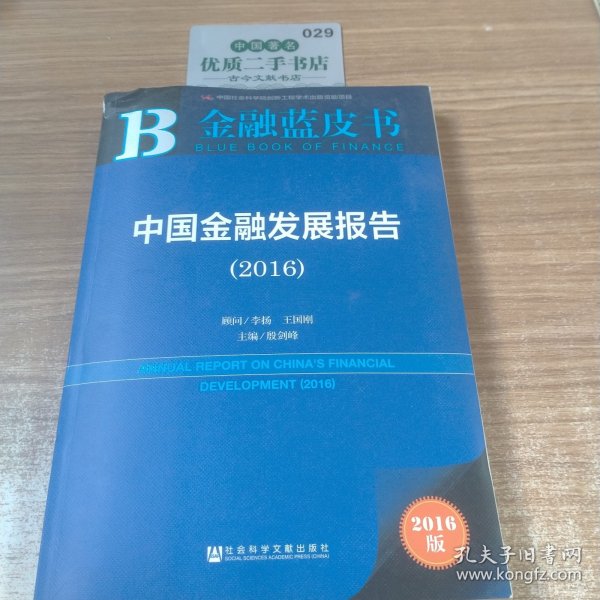 029
中国著名
优质二手书店
古今文献书店
中国社会科学院创新工程学术出版资助项目
B 金融蓝皮书
BLUE BOOK OF FINANCE
中国金融发展报告
(2016)
顾问/李扬 王国刚
主编/殷剑峰
ANNUAL REPORT ON CHINA'S FINANCIAL
DEVELOPMENT (2016)
2016
版
社会科学文献出版社
SOCIAL SCIENCES ACADEMIC PRESS (CHINA)
孔夫子旧书网
www.kongfz.com